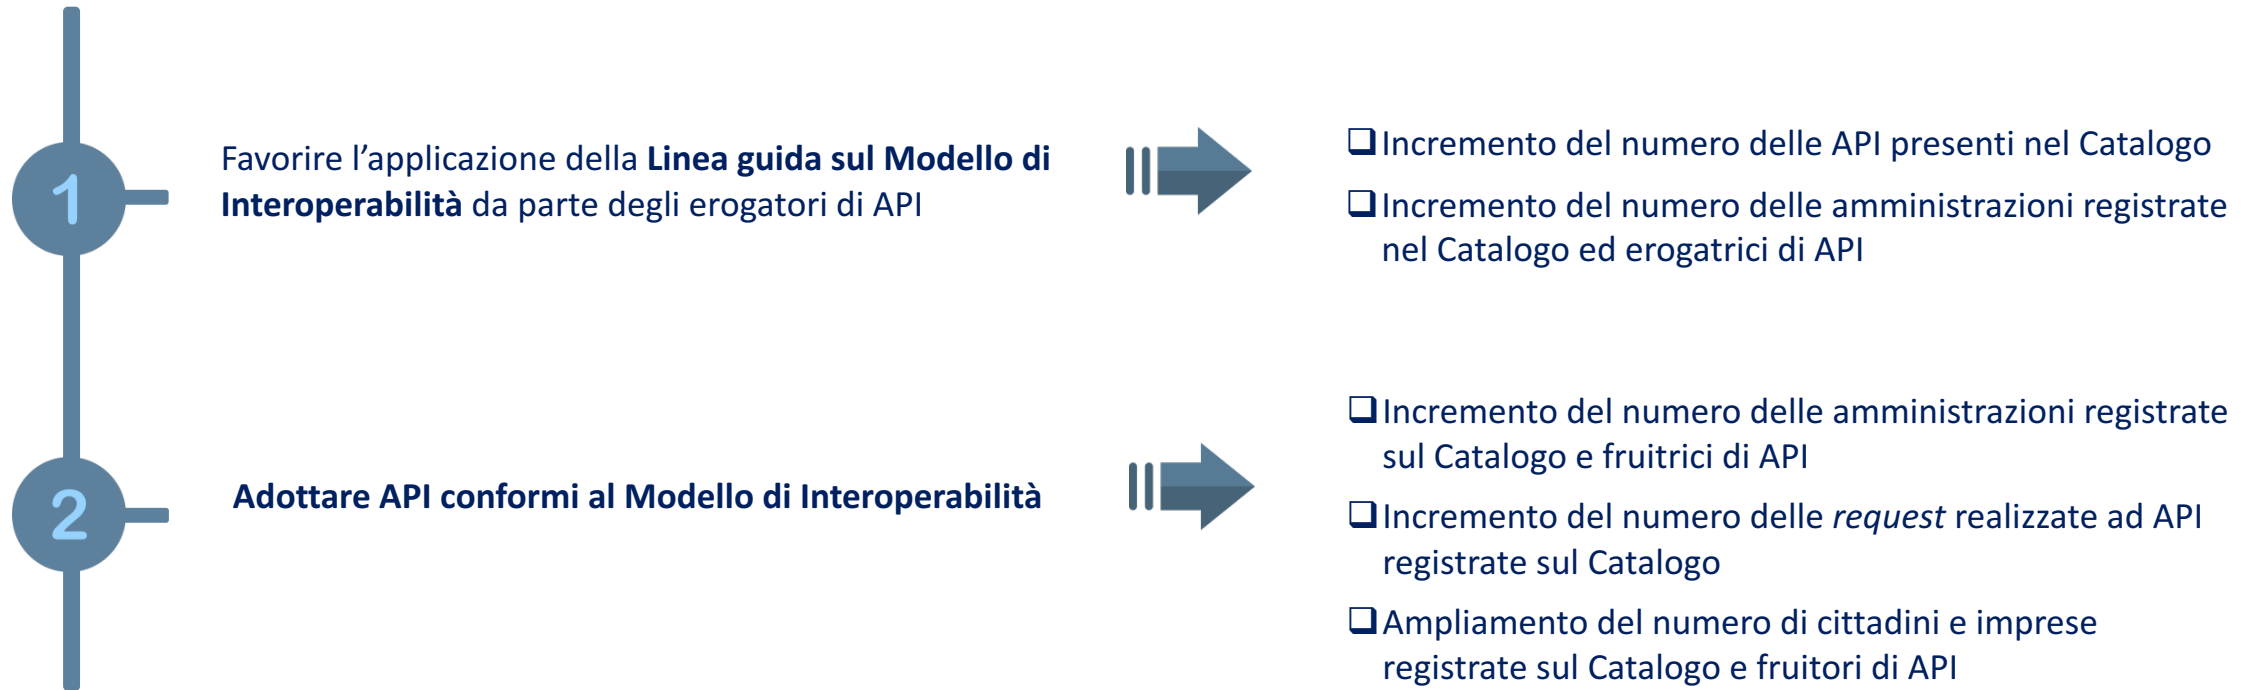 1
Favorire l’applicazione della Linea guida sul Modello di
Interoperabilità da parte degli erogatori di API
❑Incremento del numero delle API presenti nel Catalogo
❑Incremento del numero delle amministrazioni registrate
nel Catalogo ed erogatrici di API
2
Adottare API conformi al Modello di Interoperabilità
❑Incremento del numero delle amministrazioni registrate
sul Catalogo e fruitrici di API
❑Incremento del numero delle request realizzate ad API
registrate sul Catalogo
❑Ampliamento del numero di cittadini e imprese
registrate sul Catalogo e fruitori di API